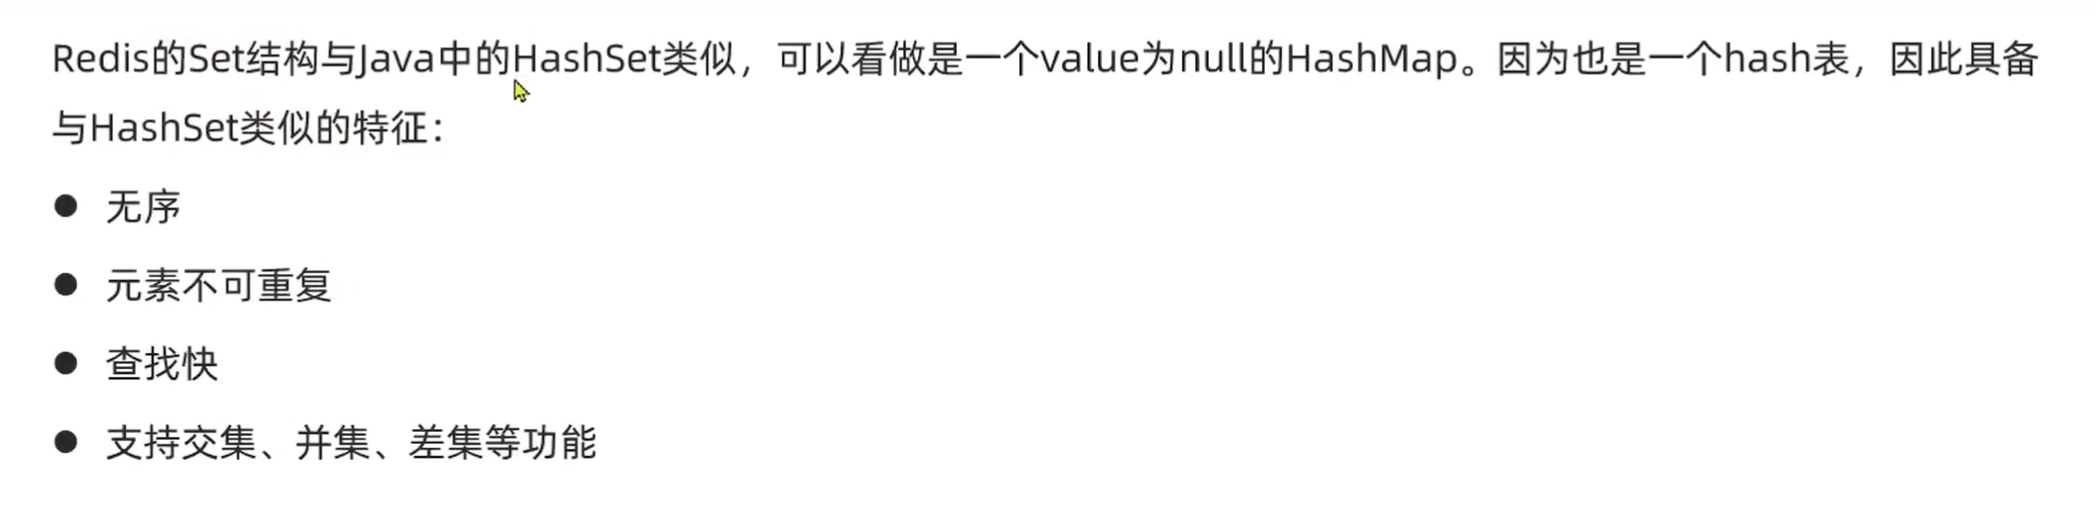 Redis的Set结构与Java中的HashSet类似，可以看做是一个value为null的HashMap。因为也是一个hash表，因此具备
与HashSet类似的特征：
● 无序
● 元素不可重复
● 查找快
● 支持交集、并集、差集等功能